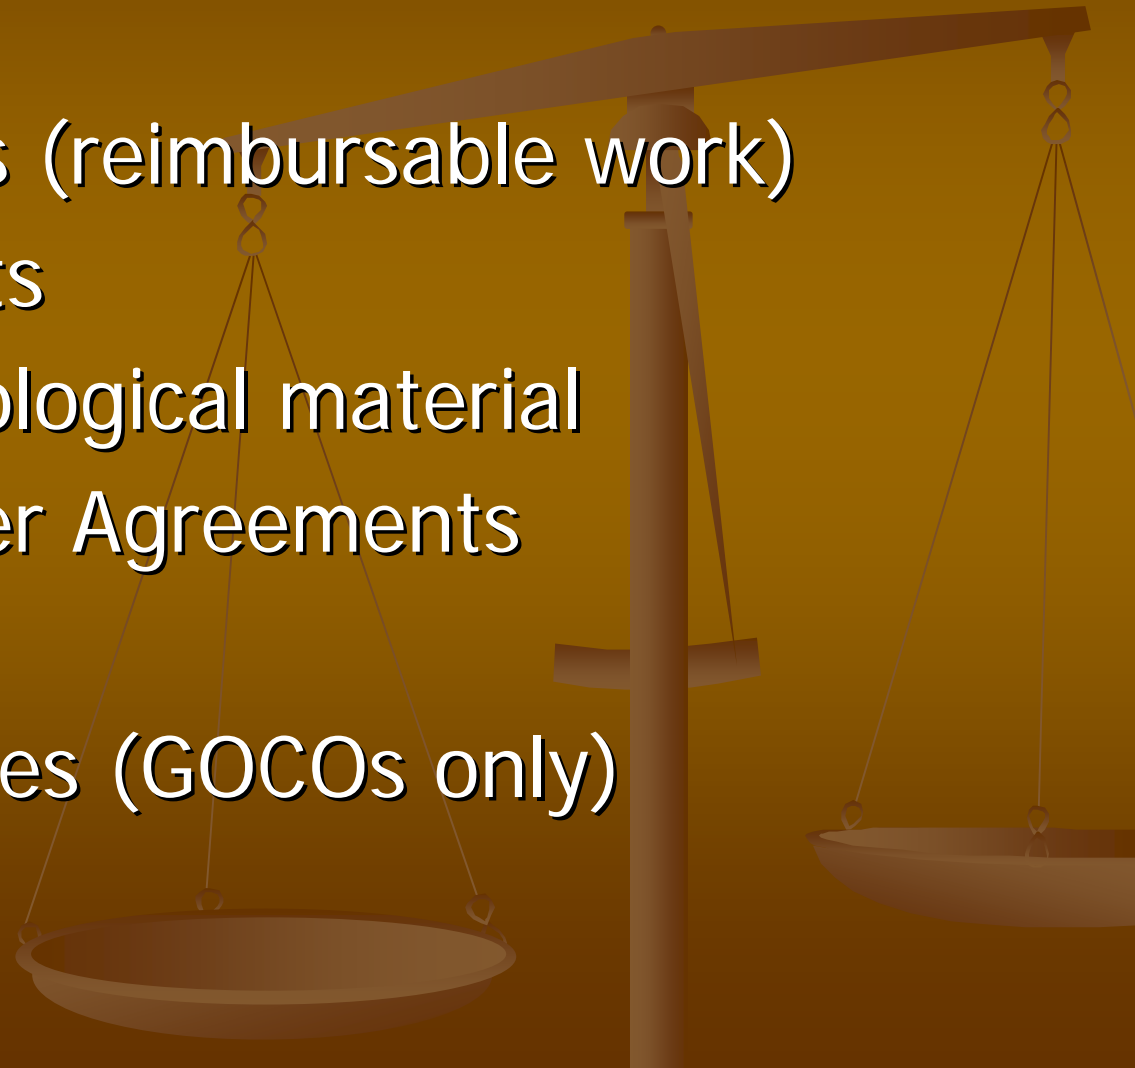 s (reimbursable work)
ts
ological material
er Agreements
es (GOCOs only)